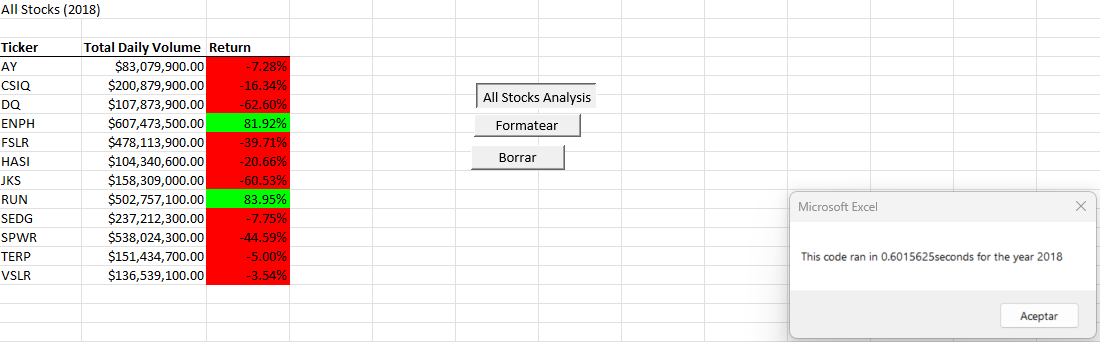 All Stocks (2018)
Ticker Total Daily Volume Return
AY $83,079,900.00 -7.28%
CSIQ $200,879,900.00 -16.34%
DQ $107,873,900.00 -62.60%
ENPH $607,473,500.00 81.92%
FSLR $478,113,900.00 -39.71%
HASI $104,340,600.00 -20.66%
JKS $158,309,000.00 -60.53%
RUN $502,757,100.00 83.95%
SEDG $237,212,300.00 -7.75%
SPWR $538,024,300.00 -44.59%
TERP $151,434,700.00 -5.00%
VSLR $136,539,100.00 -3.54%
All Stocks Analysis
Formatear
Borrar
Microsoft Excel
This code ran in 0.6015625seconds for the year 2018
Aceptar